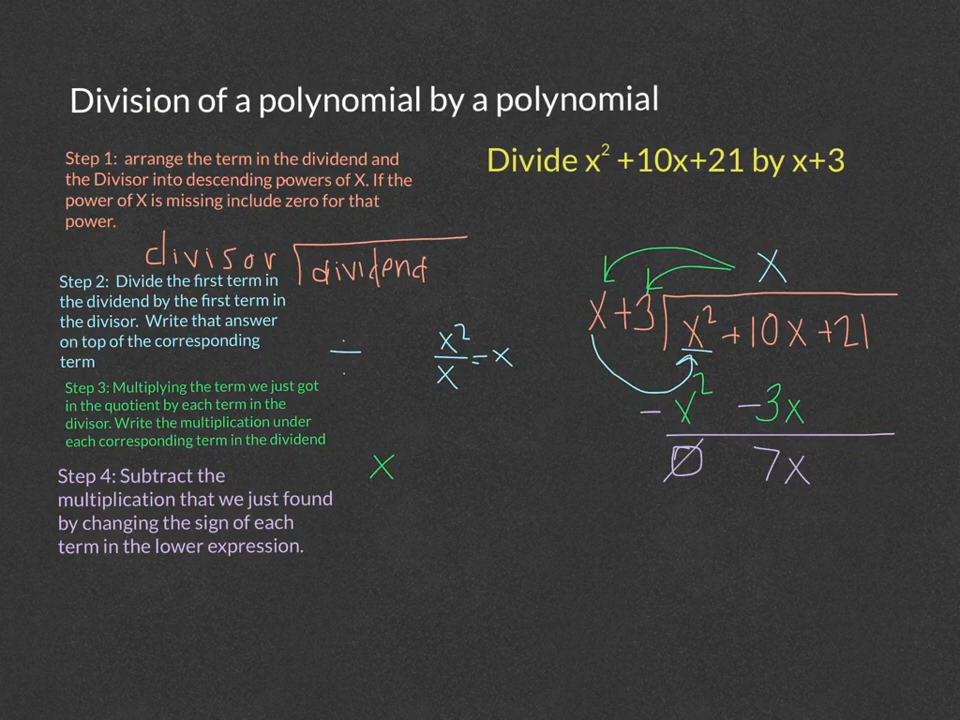 Division of a polynomial by a polynomial
Step 1: arrange the term in the dividend and
the Divisor into descending powers of X. If the
power of X is missing include zero for that
power.
divisor dividend
Step 2: Divide the first term in
the dividend by the first term in
the divisor. Write that answer
on top of the corresponding
term
÷ x²/x = x
Step 3: Multiplying the term we just got
in the quotient by each term in the
divisor. Write the multiplication under
each corresponding term in the dividend
x
Step 4: Subtract the
multiplication that we just found
by changing the sign of each
term in the lower expression.
Divide x² +10x+21 by x+3
x
x+3 x²+10x+21
-x² -3x
0 7x